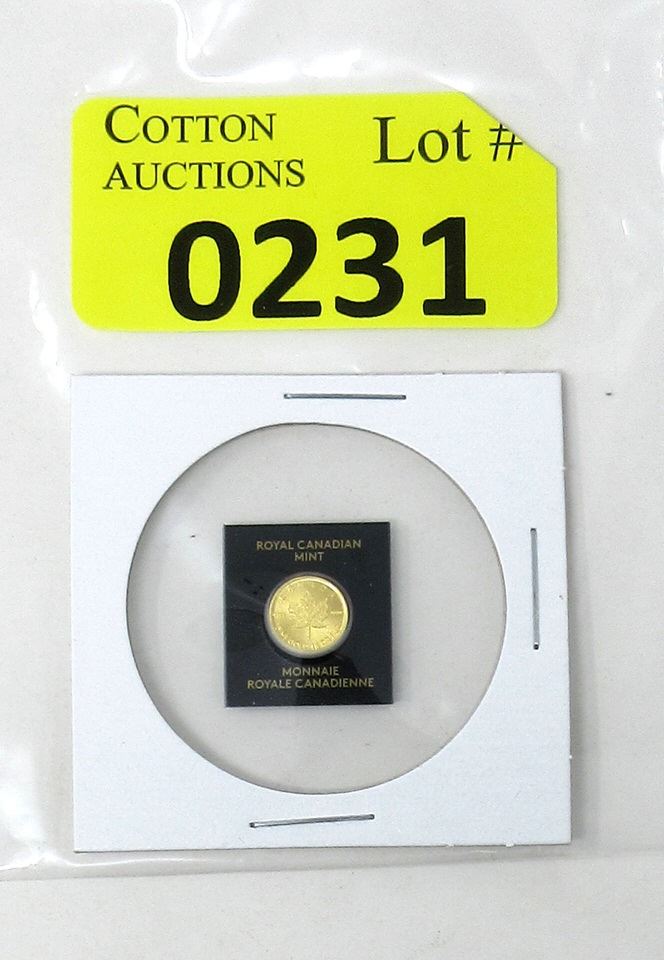 COTTON
AUCTIONS
Lot #
0231
ROYAL CANADIAN
MINT
MONNAIE
ROYALE CANADIENNE